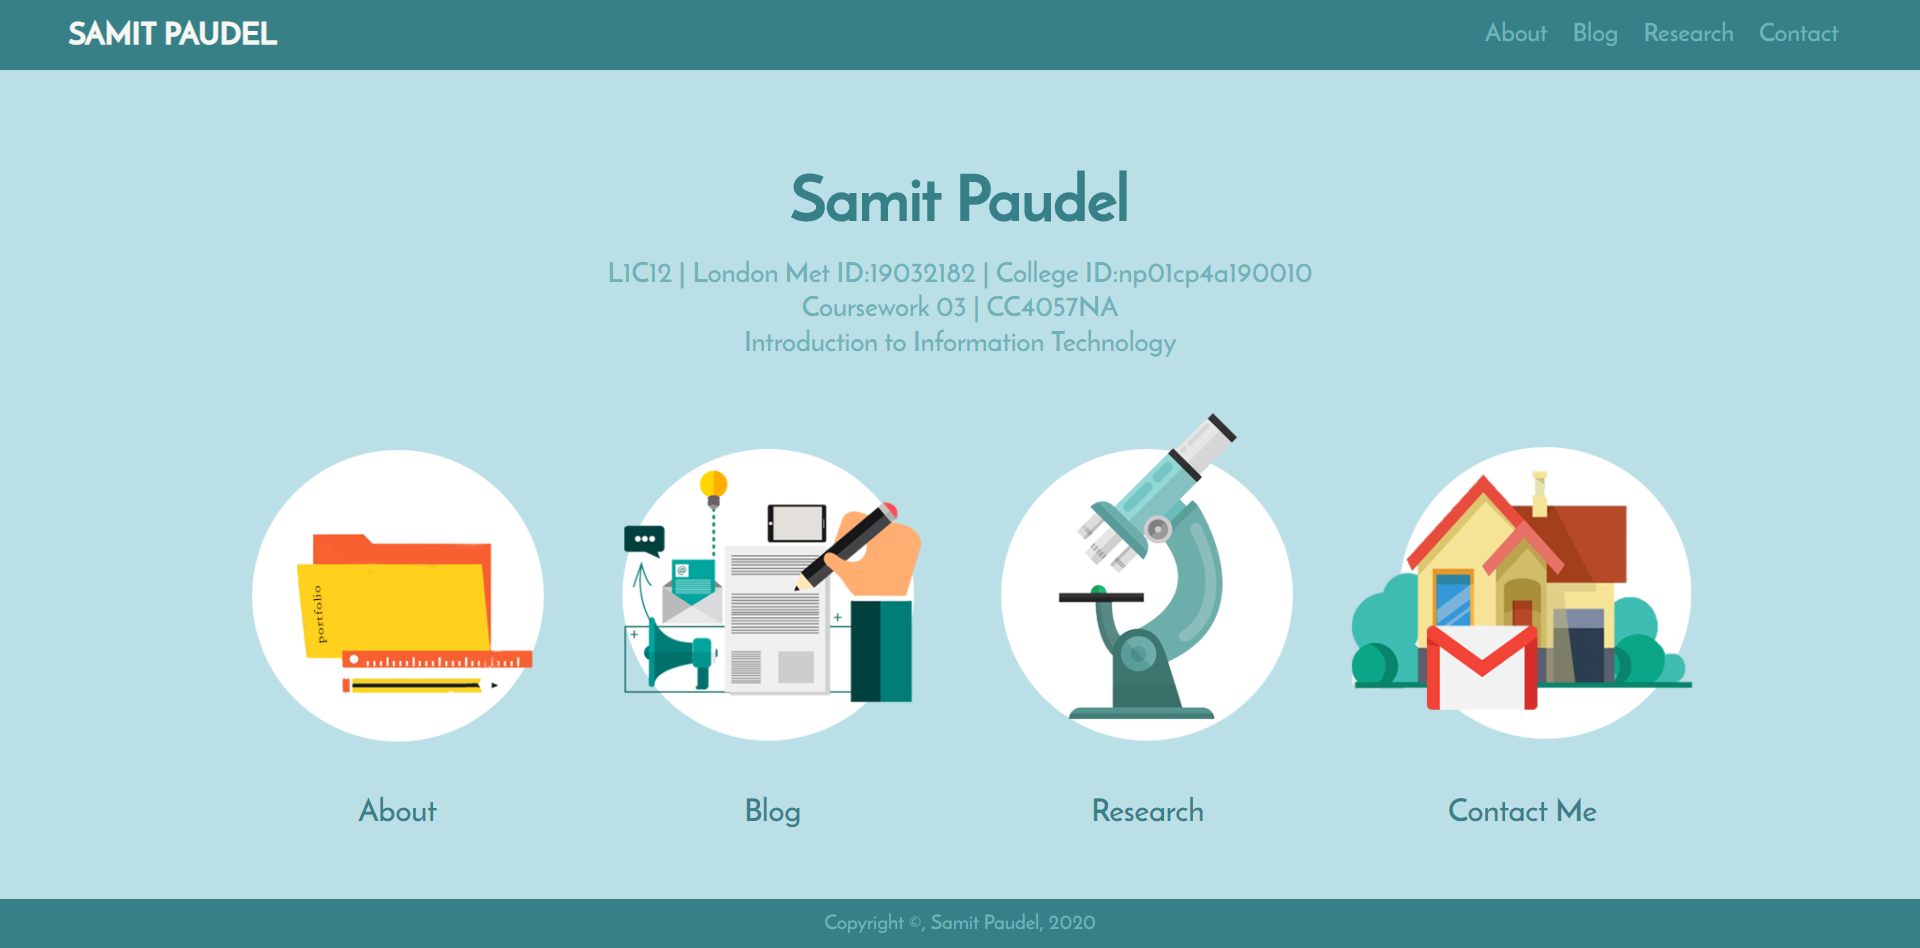 SAMIT PAUDEL
About Blog Research Contact
Samit Paudel
L1C12 | London Met ID:19032182 | College ID:np01cp4a190010
Coursework 03 | CC4057NA
Introduction to Information Technology
portfolio
@
About
Blog
Research
Contact Me
Copyright ©, Samit Paudel, 2020